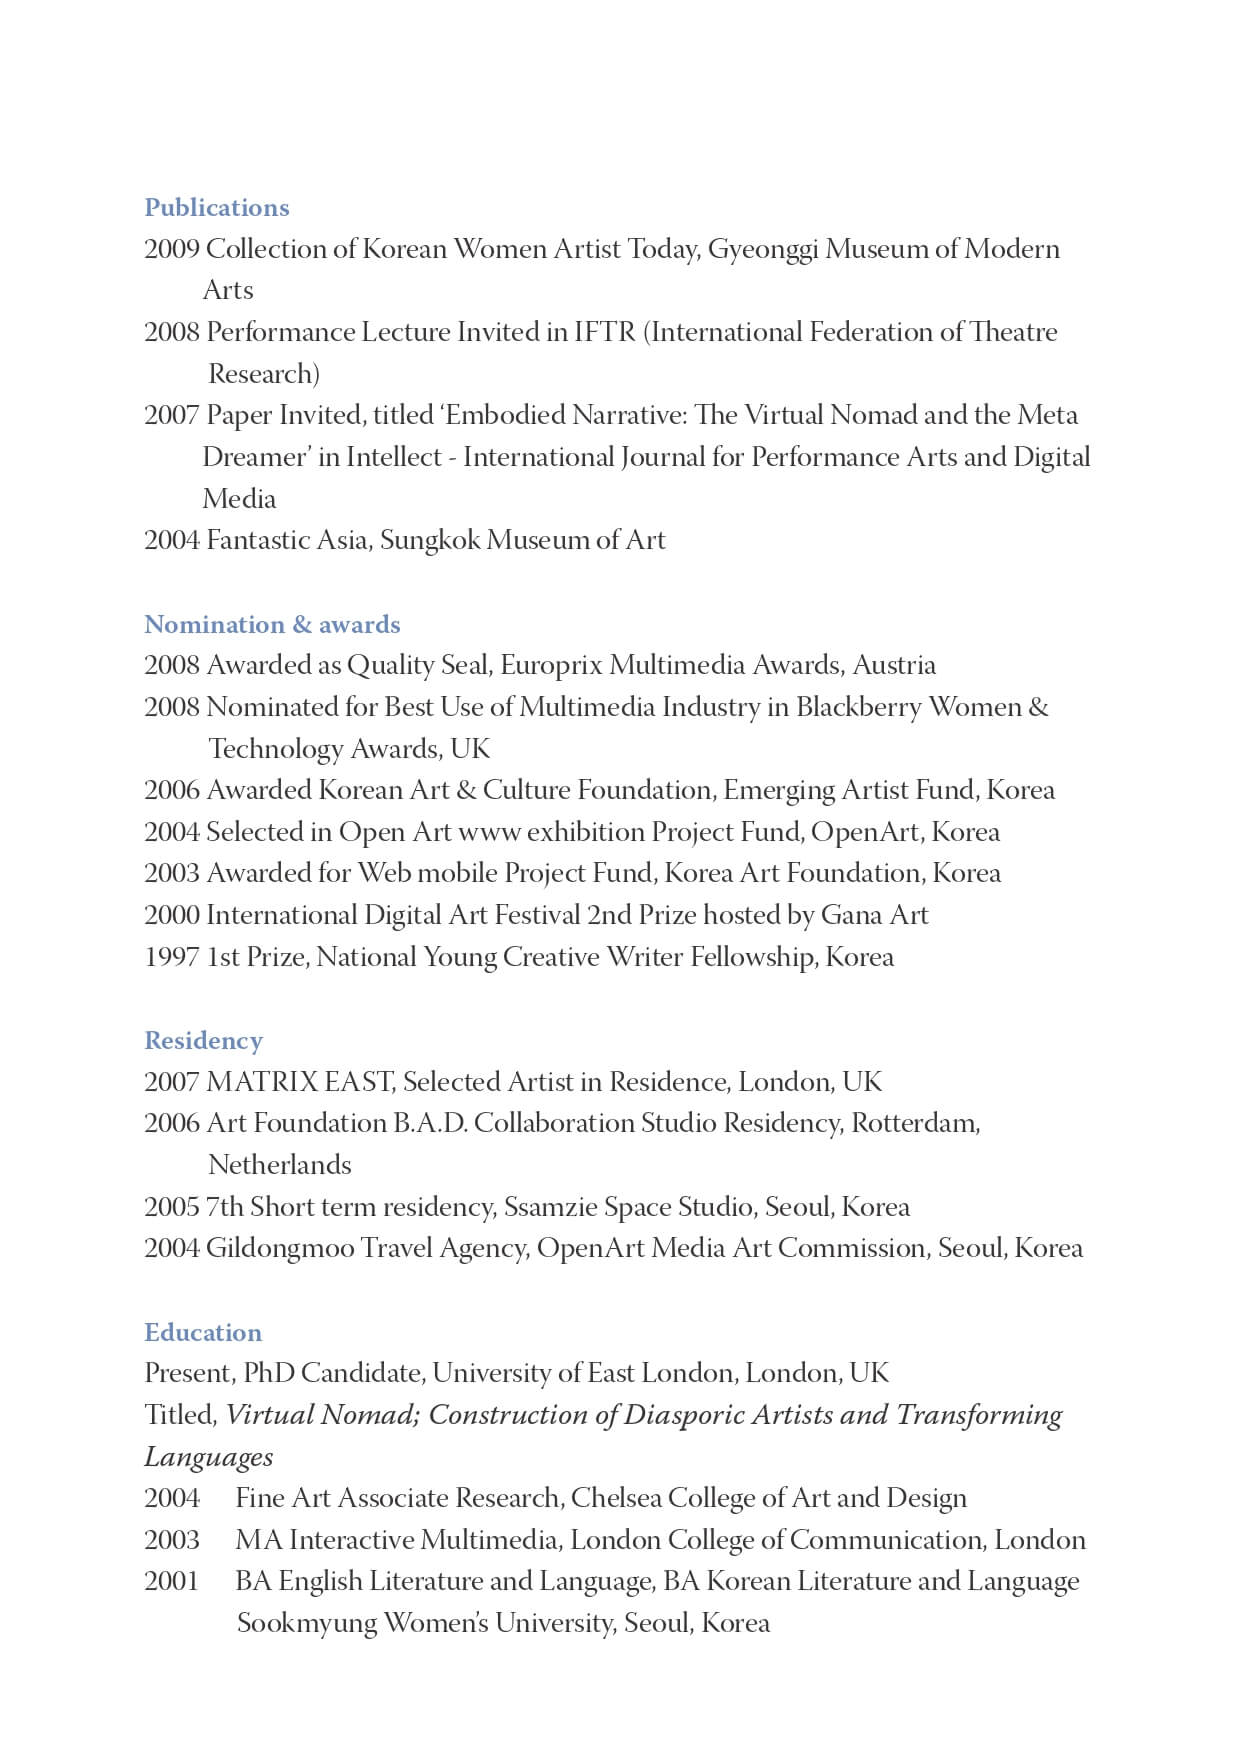 Publications
2009 Collection of Korean Women Artist Today, Gyeonggi Museum of Modern
Arts
2008 Performance Lecture Invited in IFTR (International Federation of Theatre
Research)
2007 Paper Invited, titled ‘Embodied Narrative: The Virtual Nomad and the Meta
Dreamer’ in Intellect - International Journal for Performance Arts and Digital
Media
2004 Fantastic Asia, Sungkok Museum of Art
Nomination & awards
2008 Awarded as Quality Seal, Europrix Multimedia Awards, Austria
2008 Nominated for Best Use of Multimedia Industry in Blackberry Women &
Technology Awards, UK
2006 Awarded Korean Art & Culture Foundation, Emerging Artist Fund, Korea
2004 Selected in Open Art www exhibition Project Fund, OpenArt, Korea
2003 Awarded for Web mobile Project Fund, Korea Art Foundation, Korea
2000 International Digital Art Festival 2nd Prize hosted by Gana Art
1997 1st Prize, National Young Creative Writer Fellowship, Korea
Residency
2007 MATRIX EAST, Selected Artist in Residence, London, UK
2006 Art Foundation B.A.D. Collaboration Studio Residency, Rotterdam,
Netherlands
2005 7th Short term residency, Ssamzie Space Studio, Seoul, Korea
2004 Gildongmoo Travel Agency, OpenArt Media Art Commission, Seoul, Korea
Education
Present, PhD Candidate, University of East London, London, UK
Titled, Virtual Nomad; Construction of Diasporic Artists and Transforming
Languages
2004 Fine Art Associate Research, Chelsea College of Art and Design
2003 MA Interactive Multimedia, London College of Communication, London
2001 BA English Literature and Language, BA Korean Literature and Language
Sookmyung Women’s University, Seoul, Korea